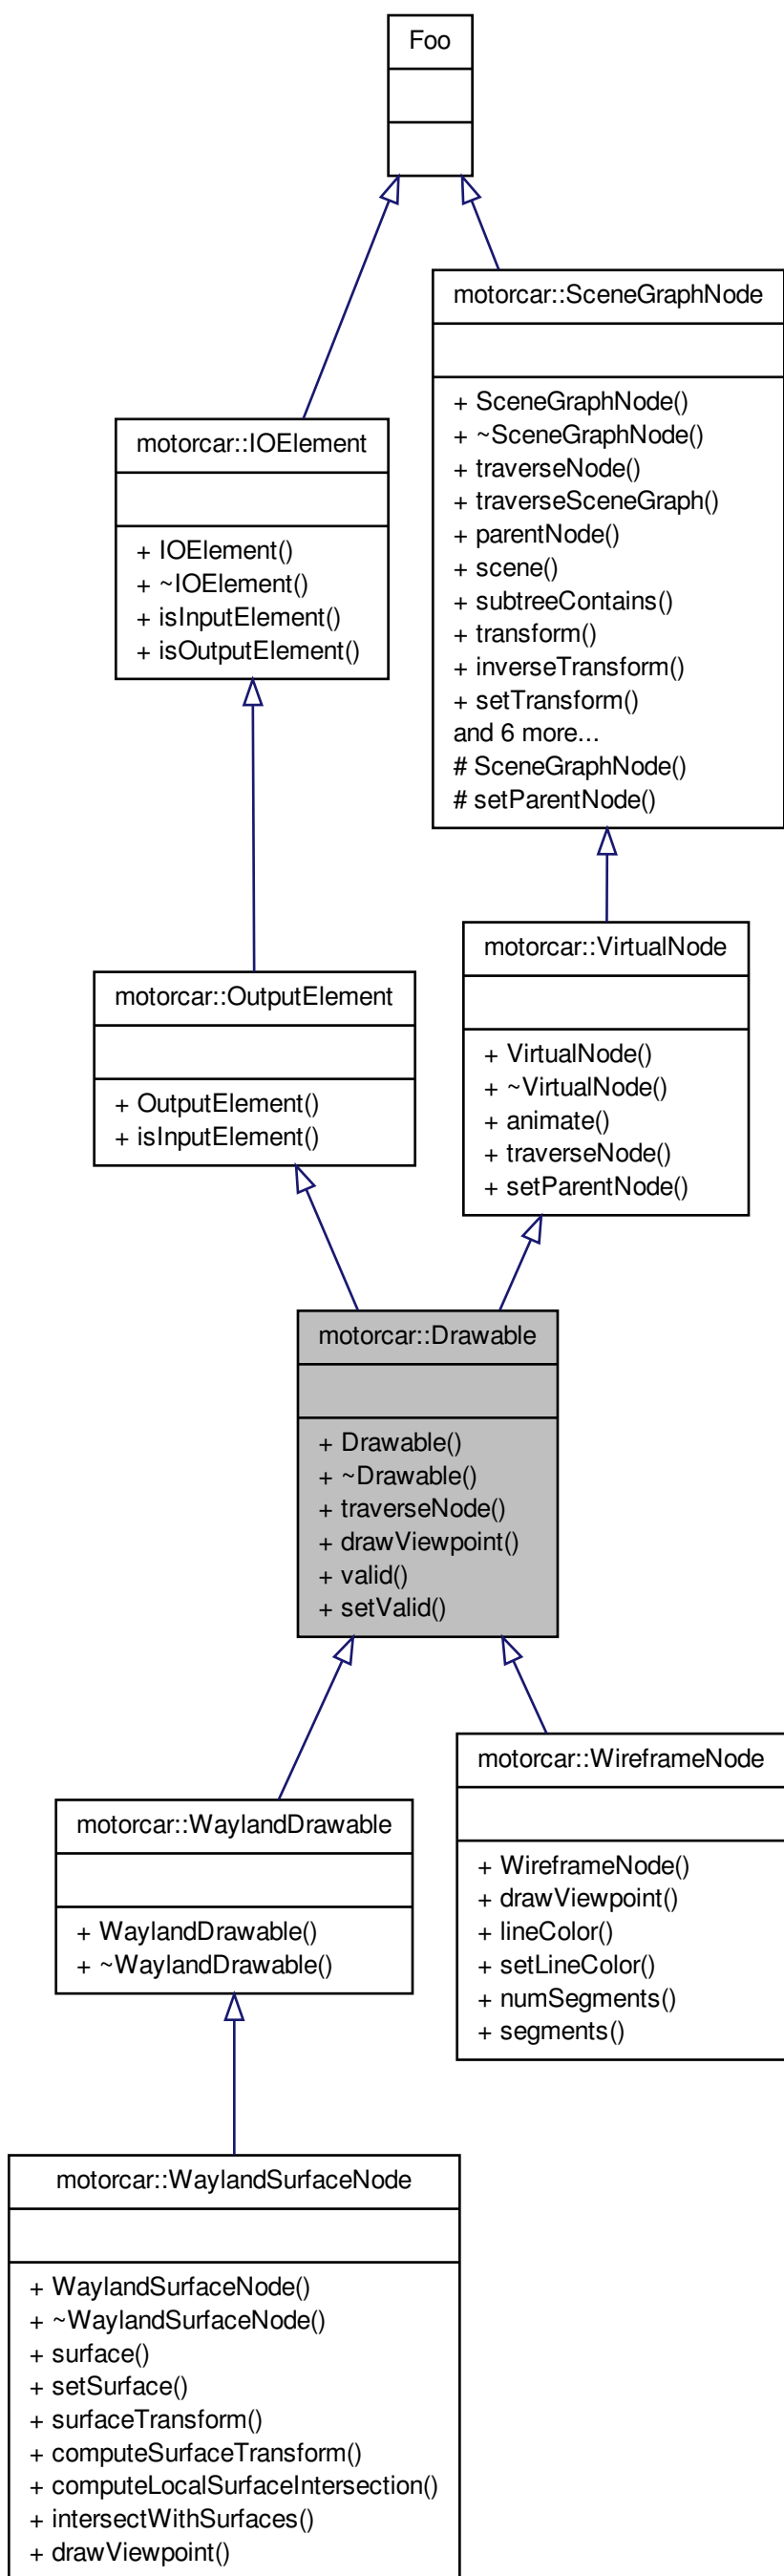 Foo
motorcar::SceneGraphNode
+ SceneGraphNode()
+ ~SceneGraphNode()
+ traverseNode()
+ traverseSceneGraph()
+ parentNode()
+ scene()
+ subtreeContains()
+ transform()
+ inverseTransform()
+ setTransform()
and 6 more...
# SceneGraphNode()
# setParentNode()
motorcar::IOElement
+ IOElement()
+ ~IOElement()
+ isInputElement()
+ isOutputElement()
motorcar::VirtualNode
+ VirtualNode()
+ ~VirtualNode()
+ animate()
+ traverseNode()
+ setParentNode()
motorcar::OutputElement
+ OutputElement()
+ isInputElement()
motorcar::Drawable
+ Drawable()
+ ~Drawable()
+ traverseNode()
+ drawViewpoint()
+ valid()
+ setValid()
motorcar::WireframeNode
+ WireframeNode()
+ drawViewpoint()
+ lineColor()
+ setLineColor()
+ numSegments()
+ segments()
motorcar::WaylandDrawable
+ WaylandDrawable()
+ ~WaylandDrawable()
motorcar::WaylandSurfaceNode
+ WaylandSurfaceNode()
+ ~WaylandSurfaceNode()
+ surface()
+ setSurface()
+ surfaceTransform()
+ computeSurfaceTransform()
+ computeLocalSurfaceIntersection()
+ intersectWithSurfaces()
+ drawViewpoint()